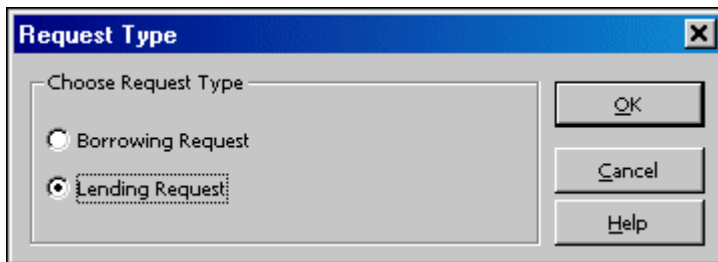 Request Type
Choose Request Type
Borrowing Request
Lending Request
OK
Cancel
Help